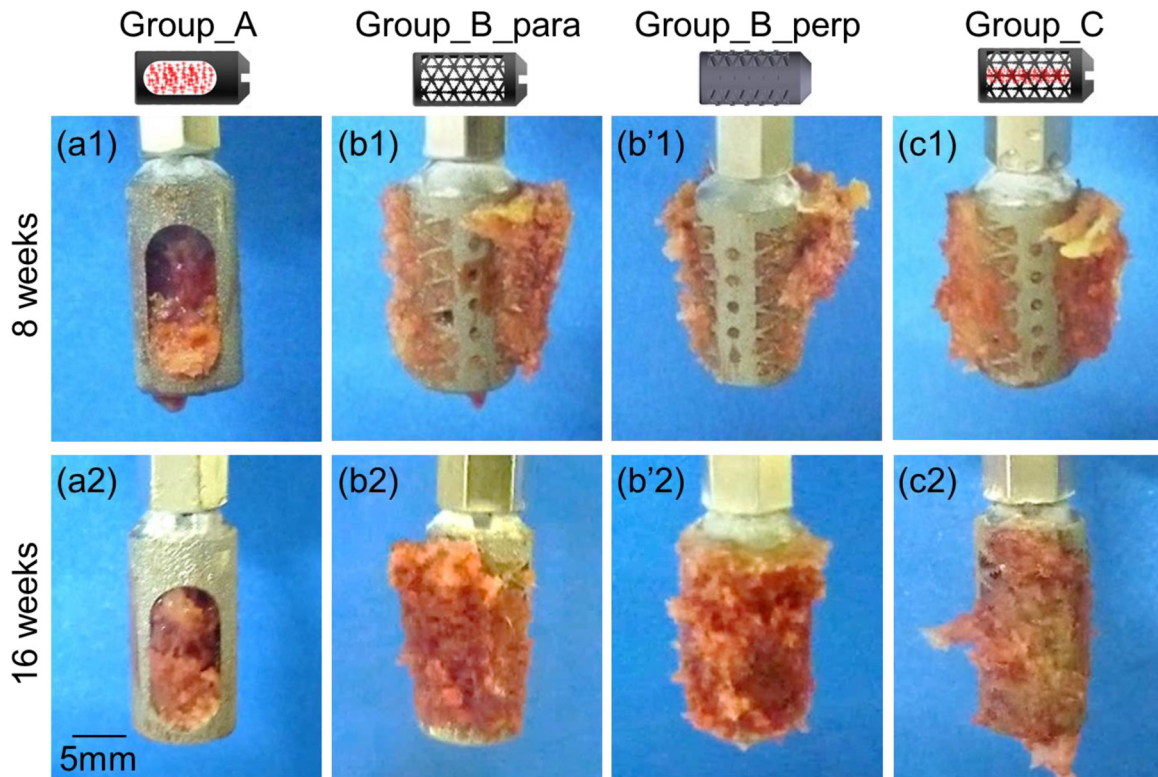 Group_A Group_B_para Group_B_perp Group_C
8 weeks
(a1) (b1) (b'1) (c1)
16 weeks
(a2) (b2) (b'2) (c2)
5mm